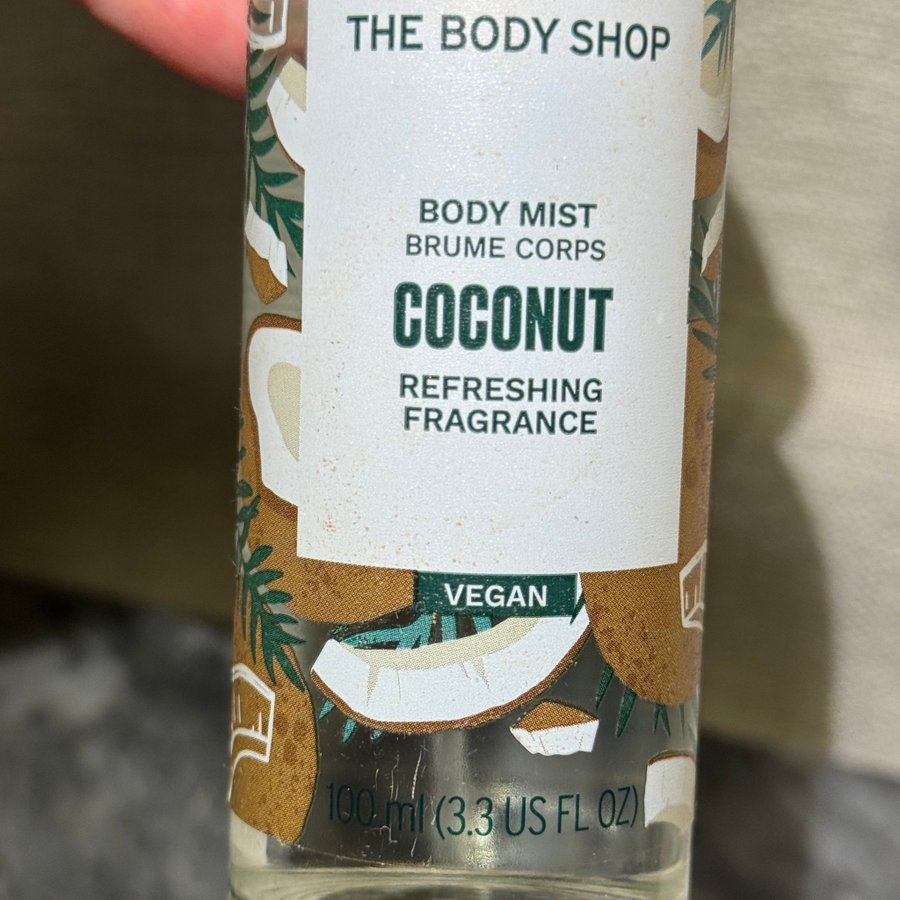 THE BODY SHOP
BODY MIST
BRUME CORPS
COCONUT
REFRESHING
FRAGRANCE
VEGAN
100 ml (3.3 US FL OZ)